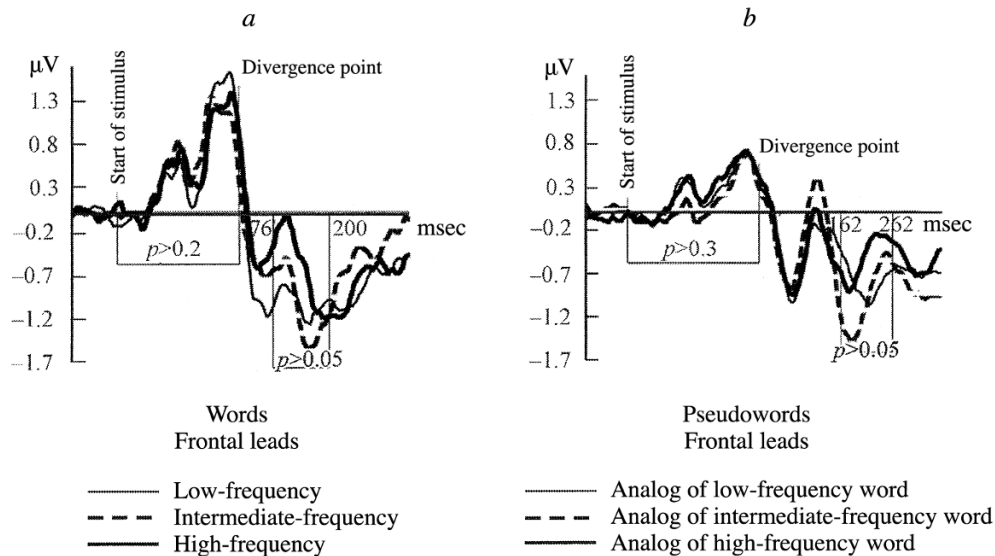 a
μV
1.3
0.8
0.3
−0.2
−0.7
−1.2
−1.7
Start of stimulus
Divergence point
p>0.2
76
200
msec
p>0.05
Words
Frontal leads
Low-frequency
Intermediate-frequency
High-frequency
b
μV
1.3
0.8
0.3
−0.2
−0.7
−1.2
−1.7
Start of stimulus
Divergence point
p>0.3
162
262
msec
p>0.05
Pseudowords
Frontal leads
Analog of low-frequency word
Analog of intermediate-frequency word
Analog of high-frequency word